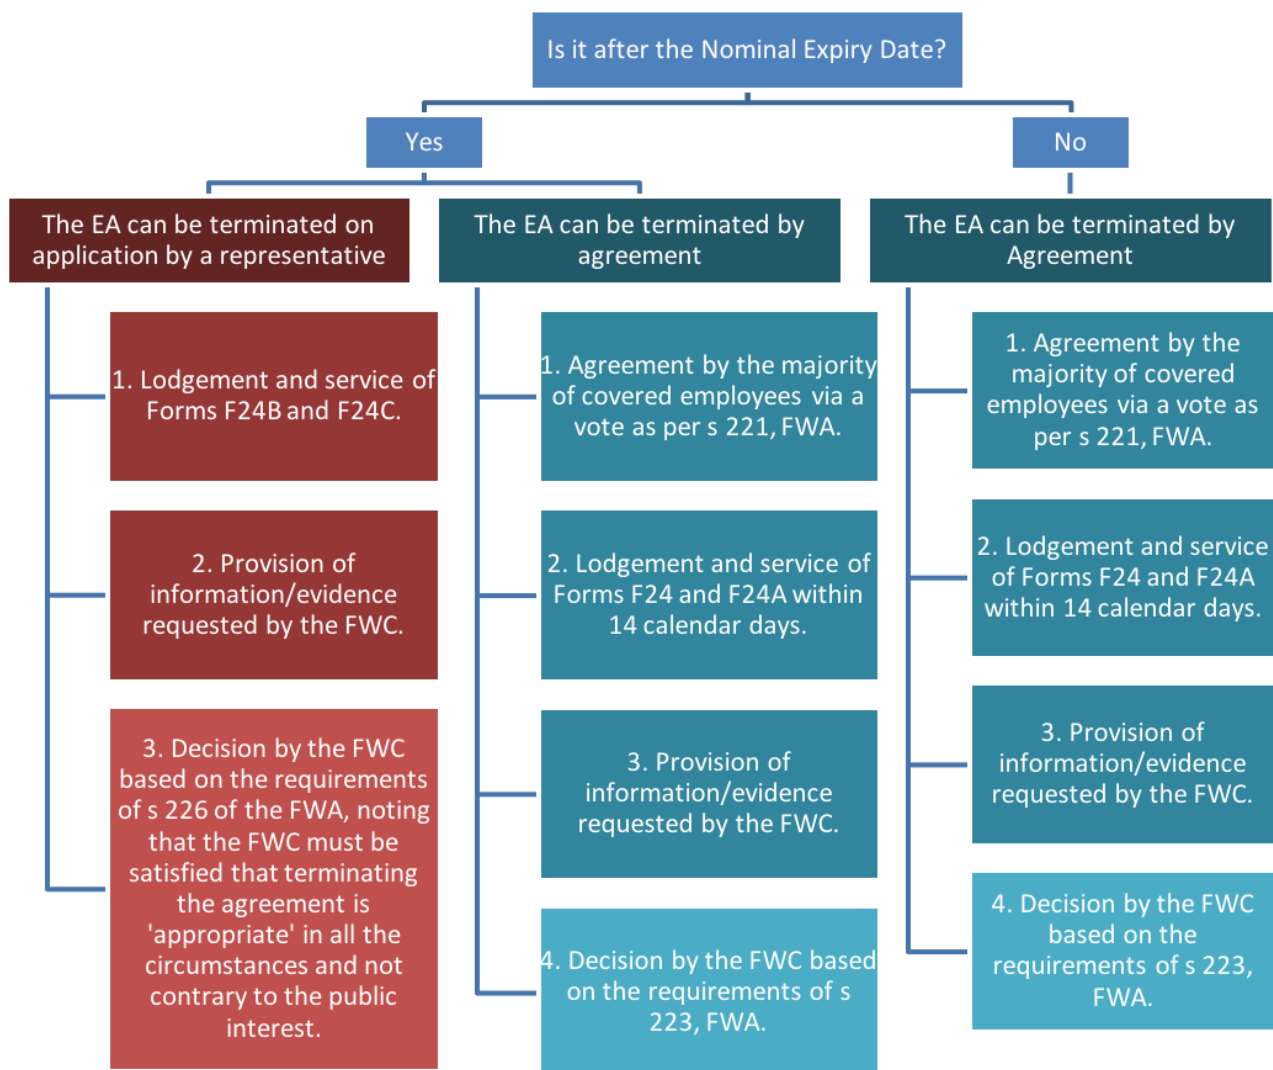 Is it after the Nominal Expiry Date?
Yes
No
The EA can be terminated on
application by a representative
1. Lodgement and service of
Forms F24B and F24C.
2. Provision of
information/evidence
requested by the FWC.
3. Decision by the FWC
based on the requirements
of s 226 of the FWA, noting
that the FWC must be
satisfied that terminating
the agreement is
'appropriate' in all the
circumstances and not
contrary to the public
interest.
The EA can be terminated by
agreement
1. Agreement by the majority
of covered employees via a
vote as per s 221, FWA.
2. Lodgement and service of
Forms F24 and F24A within
14 calendar days.
3. Provision of
information/evidence
requested by the FWC.
4. Decision by the FWC based
on the requirements of s
223, FWA.
The EA can be terminated by
Agreement
1. Agreement by the
majority of covered
employees via a vote as
per s 221, FWA.
2. Lodgement and service
of Forms F24 and F24A
within 14 calendar days.
3. Provision of
information/evidence
requested by the FWC.
4. Decision by the FWC
based on the
requirements of s 223,
FWA.